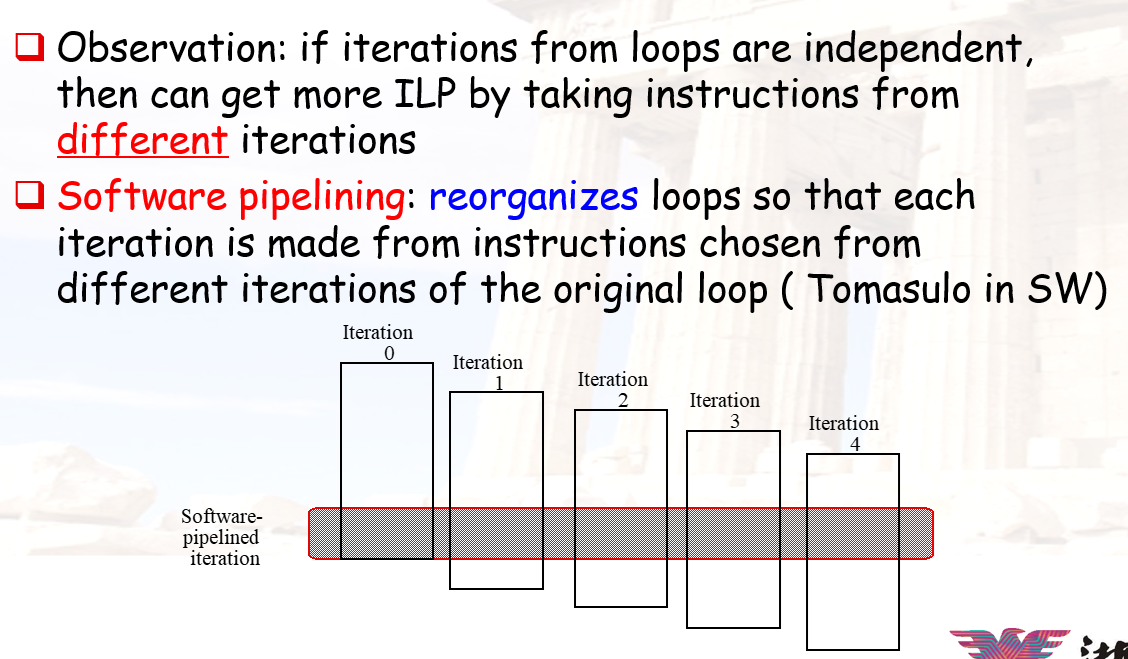 Observation: if iterations from loops are independent,
then can get more ILP by taking instructions from
different iterations
Software pipelining: reorganizes loops so that each
iteration is made from instructions chosen from
different iterations of the original loop ( Tomasulo in SW)
Iteration
0
Iteration
1
Iteration
2
Iteration
3
Iteration
4
Software-
pipelined
iteration